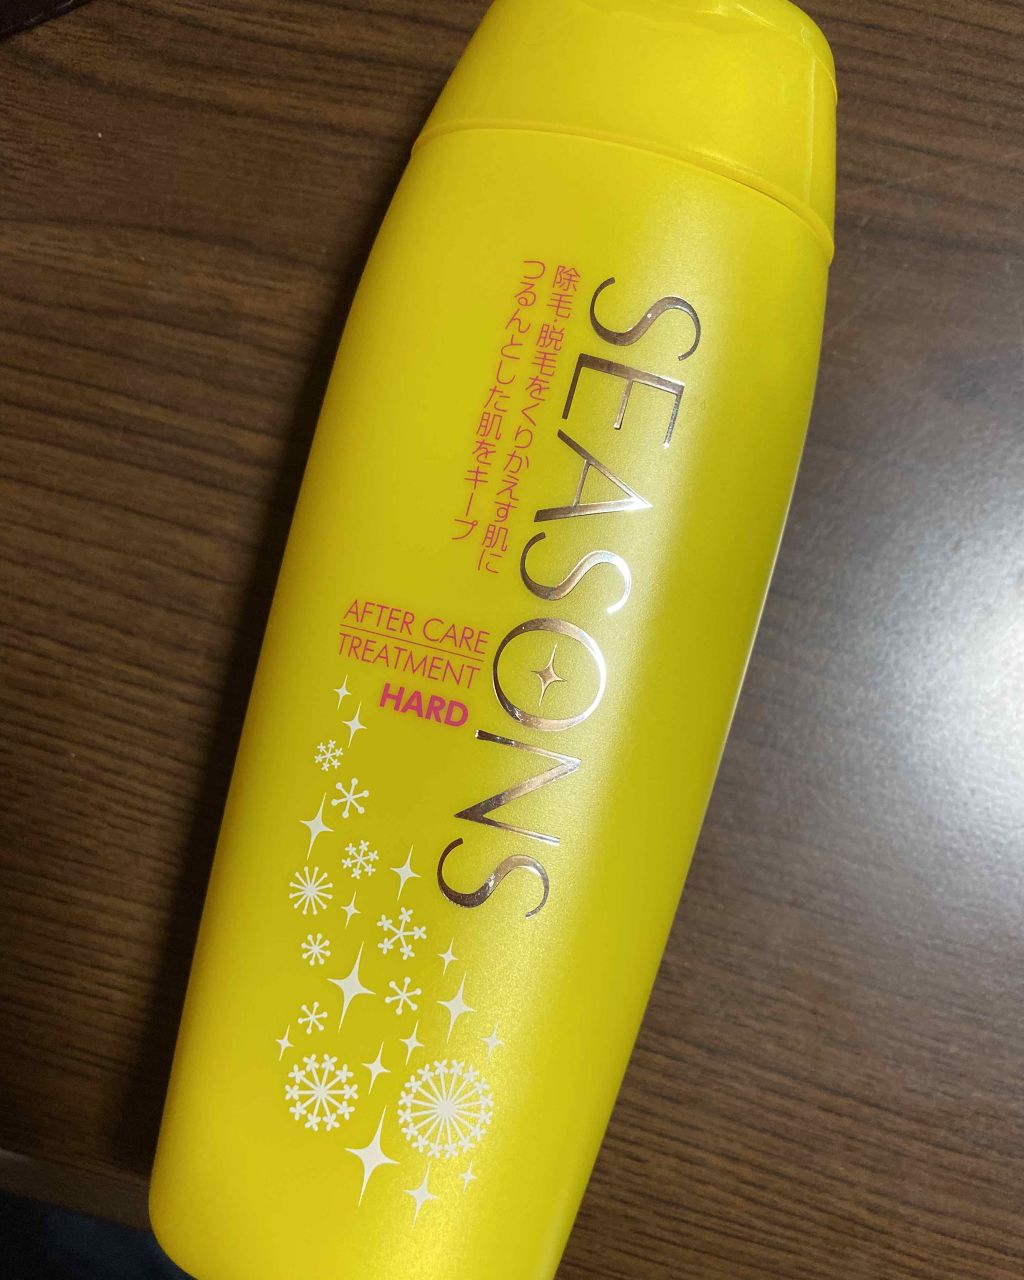 SEASONS
除毛・脱毛をくりかえす肌に
つるんとした肌をキープ
AFTER CARE
TREATMENT
HARD